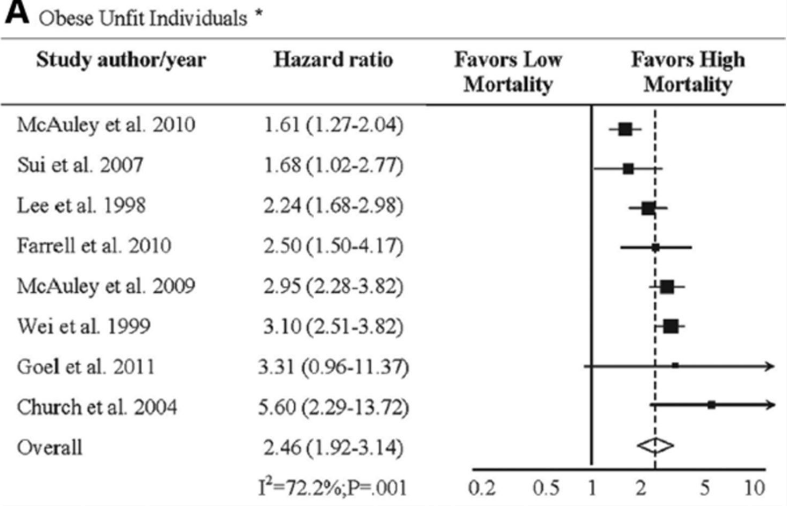 A Obese Unfit Individuals *
Study author/year Hazard ratio Favors Low Mortality Favors High Mortality
McAuley et al. 2010 1.61 (1.27-2.04)
Sui et al. 2007 1.68 (1.02-2.77)
Lee et al. 1998 2.24 (1.68-2.98)
Farrell et al. 2010 2.50 (1.50-4.17)
McAuley et al. 2009 2.95 (2.28-3.82)
Wei et al. 1999 3.10 (2.51-3.82)
Goel et al. 2011 3.31 (0.96-11.37)
Church et al. 2004 5.60 (2.29-13.72)
Overall 2.46 (1.92-3.14)
I²=72.2%;P=.001 0.2 0.5 1 2 5 10